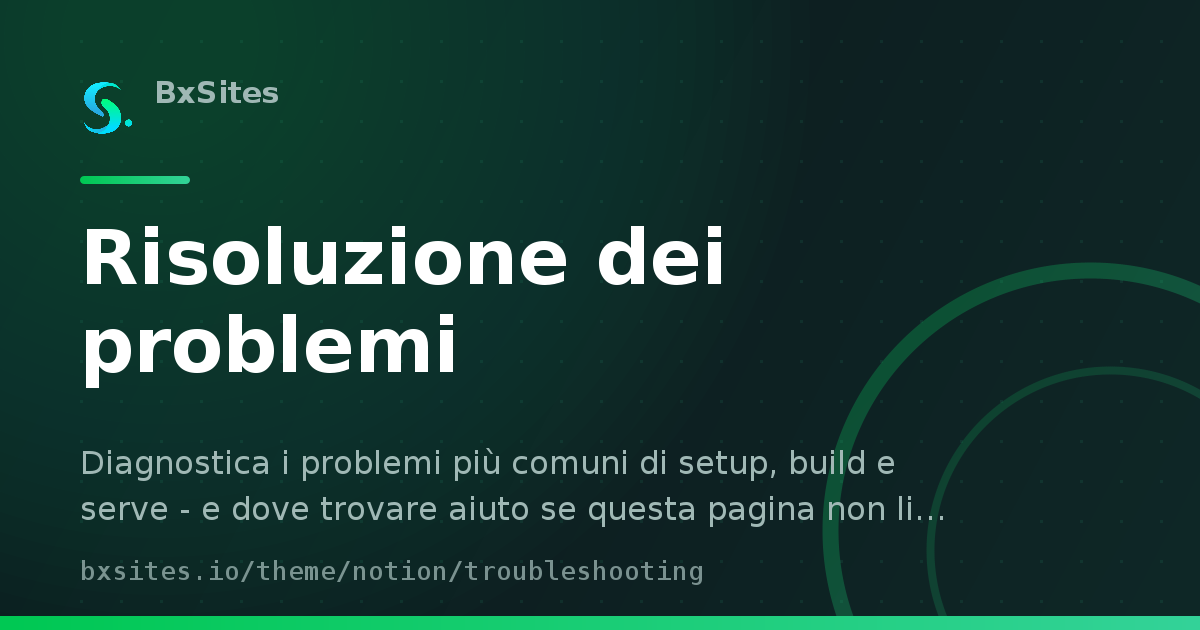 BxSites
Risoluzione dei
problemi
Diagnostica i problemi più comuni di setup, build e
serve - e dove trovare aiuto se questa pagina non li…
bxsites.io/theme/notion/troubleshooting